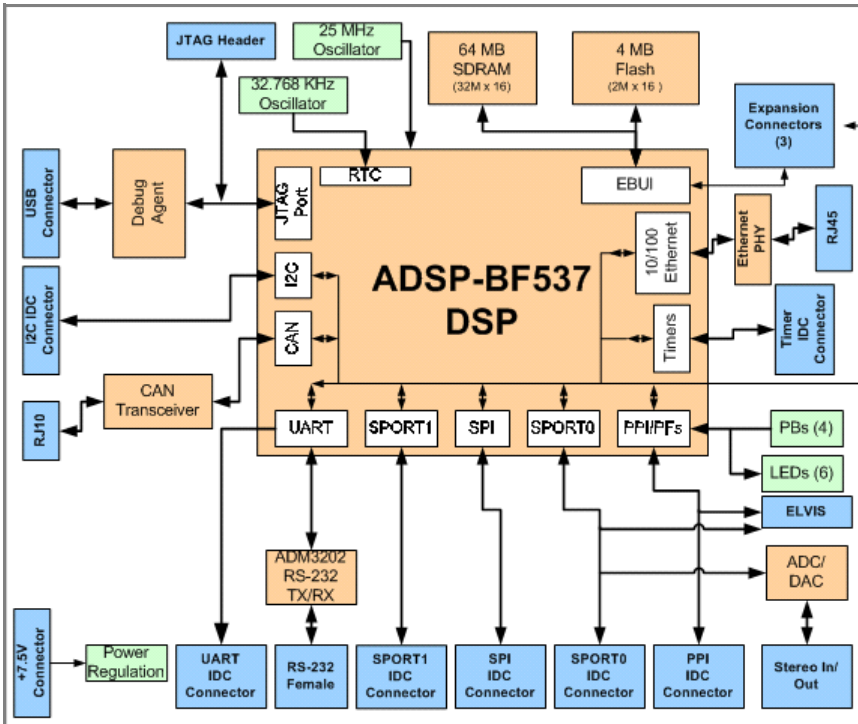 JTAG Header
25 MHz
Oscillator
64 MB
SDRAM
(32M x 16)
4 MB
Flash
(2M x 16 )
32.768 KHz
Oscillator
Expansion
Connectors
(3)
USB
Connector
Debug
Agent
JTAG
Port
RTC
EBUI
10/100
Ethernet
Ethernet
PHY
RJ45
I2C IDC
Connector
I2C
ADSP-BF537
DSP
CAN
Timers
Timer
IDC
Connector
RJ10
CAN
Transceiver
UART
SPORT1
SPI
SPORT0
PPI/PFs
PBs (4)
LEDs (6)
ELVIS
ADM3202
RS-232
TX/RX
ADC/
DAC
+7.5V
Connector
Power
Regulation
UART
IDC
Connector
RS-232
Female
SPORT1
IDC
Connector
SPI
IDC
Connector
SPORT0
IDC
Connector
PPI
IDC
Connector
Stereo In/
Out